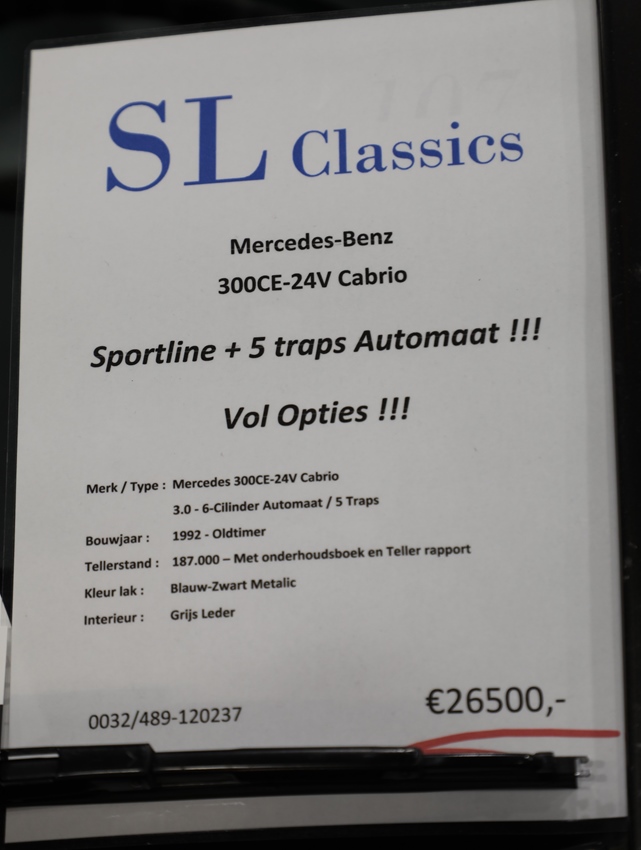 SL Classics
Mercedes-Benz
300CE-24V Cabrio
Sportline + 5 traps Automaat !!!
Vol Opties !!!
Merk / Type : Mercedes 300CE-24V Cabrio
3.0 - 6-Cilinder Automaat / 5 Traps
Bouwjaar : 1992 - Oldtimer
Tellerstand : 187.000 – Met onderhoudsboek en Teller rapport
Kleur lak : Blauw-Zwart Metalic
Interieur : Grijs Leder
€26500,-
0032/489-120237